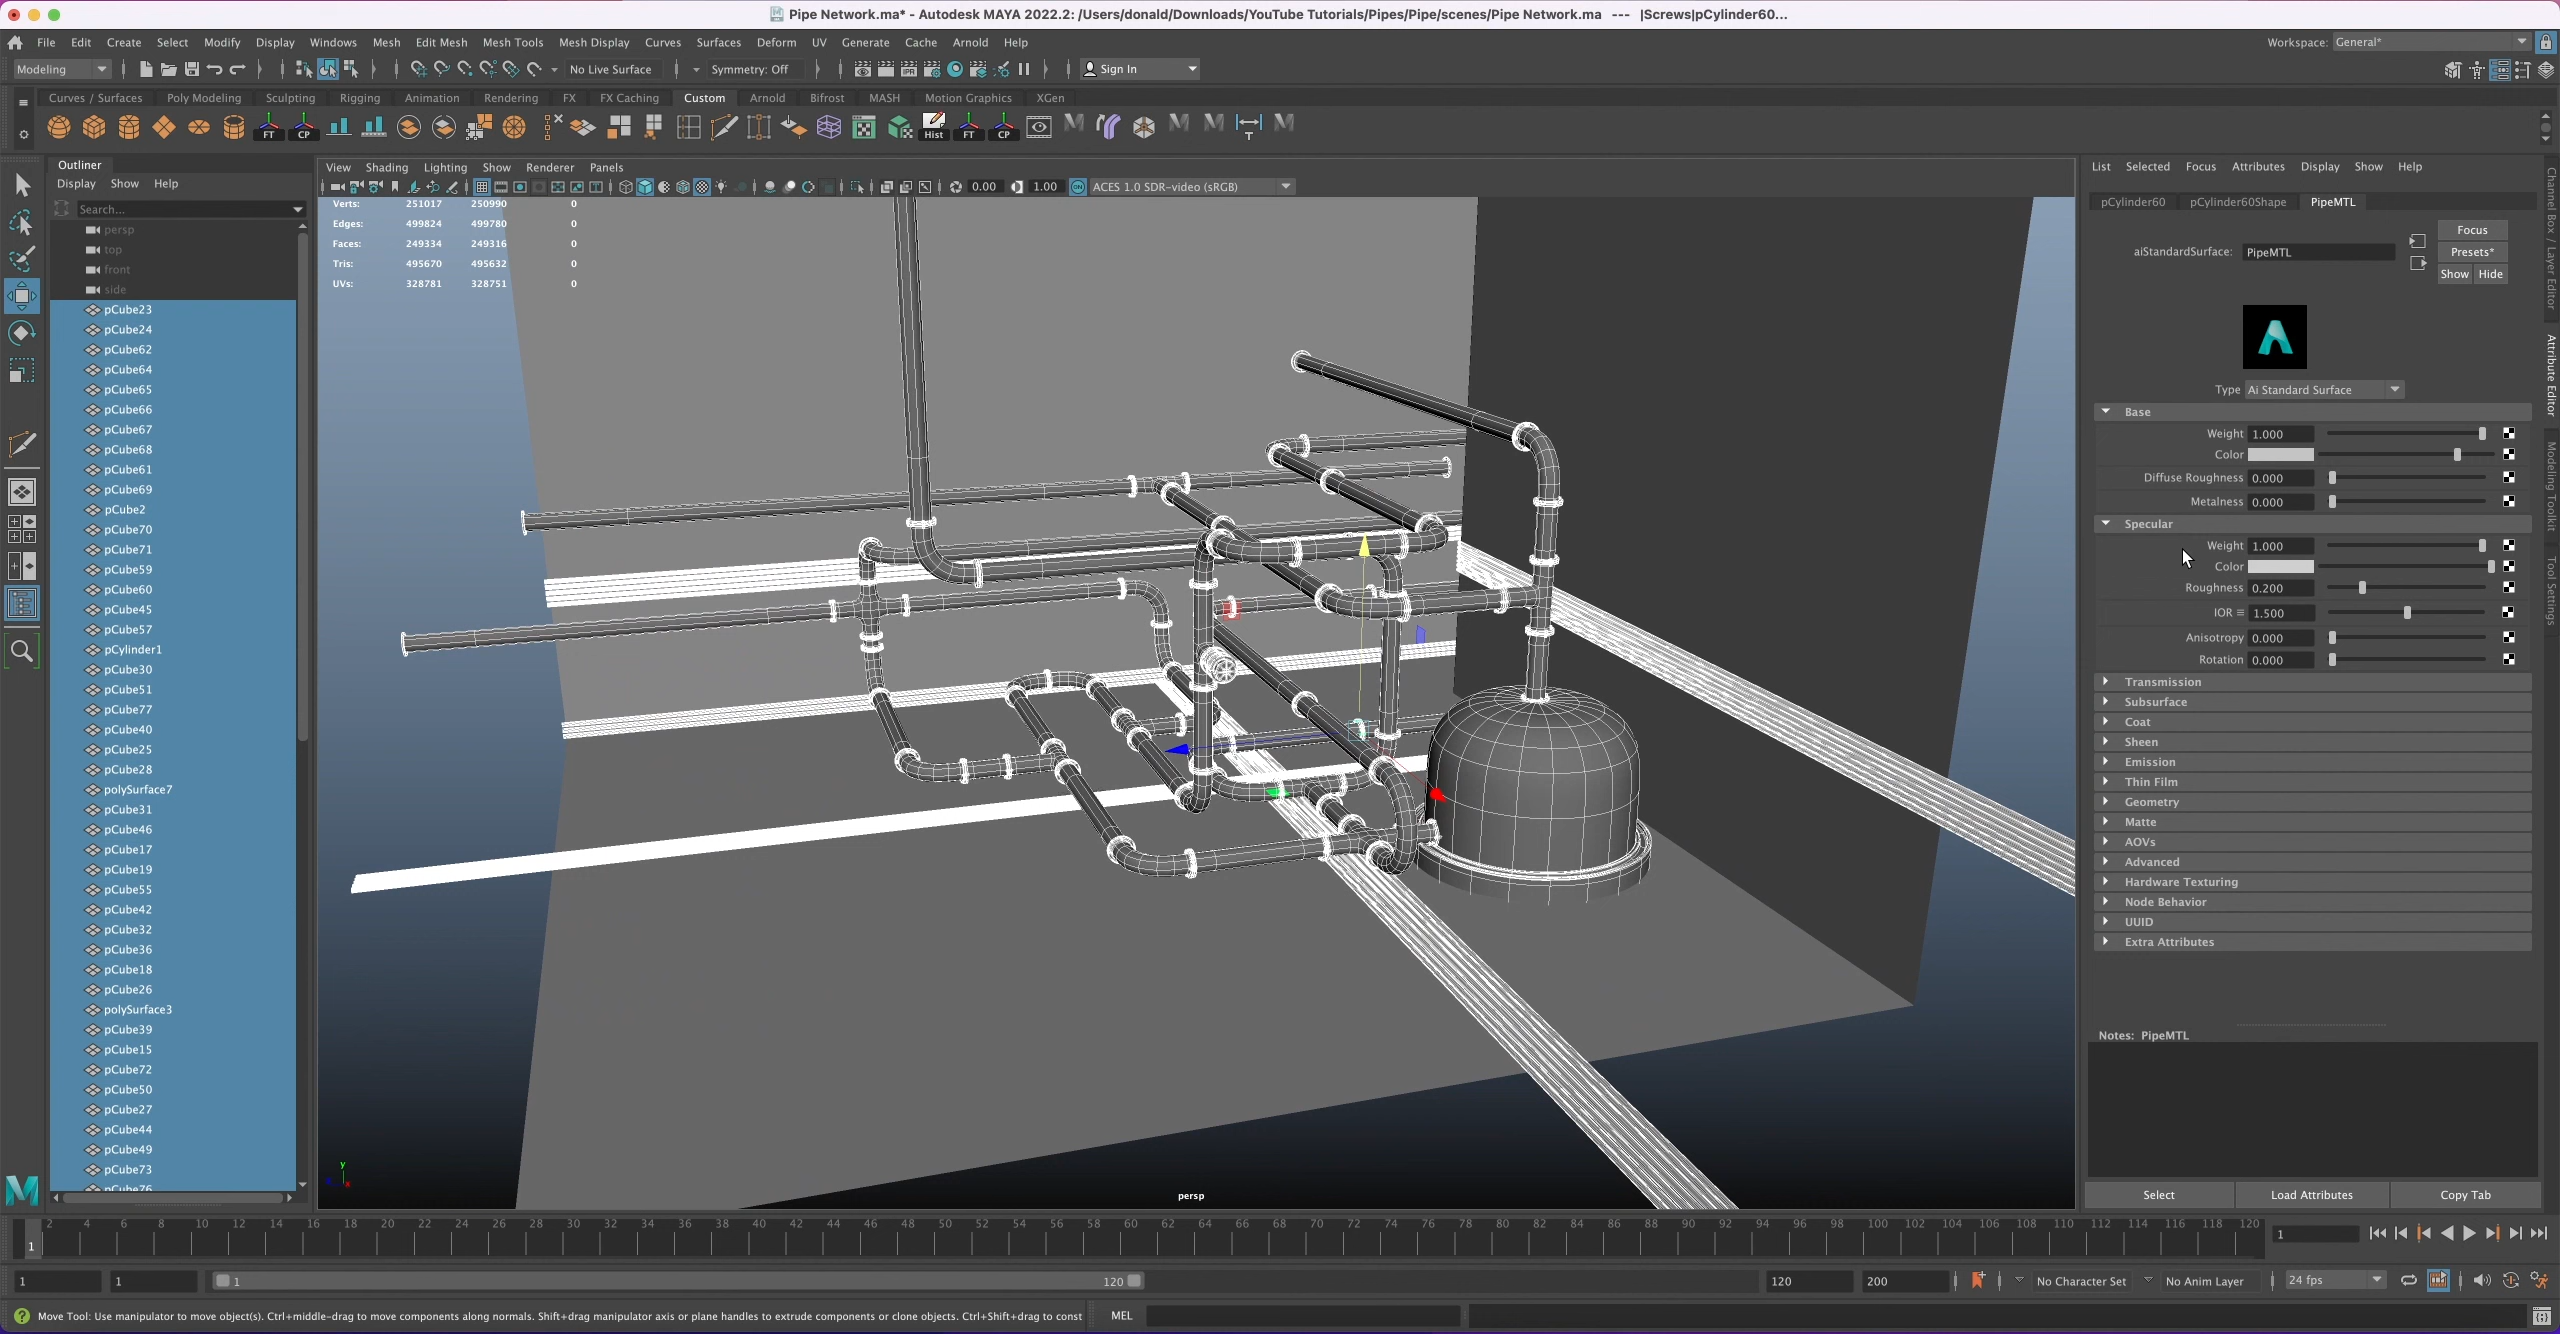 Pipe Network.ma* - Autodesk MAYA 2022.2: /Users/donald/Downloads/YouTube Tutorials/Pipes/Pipe/scenes/Pipe Network.ma --- |Screws|pCylinder60...
File Edit Create Select Modify Display Windows Mesh Edit Mesh Mesh Tools Mesh Display Curves Surfaces Deform UV Generate Cache Arnold Help
Workspace: General*
Modeling No Live Surface Symmetry: Off Sign In
Curves / Surfaces Poly Modeling Sculpting Rigging Animation Rendering FX FX Caching Custom Arnold Bifrost MASH Motion Graphics XGen
FT CP Hist FT CP
Outliner
Display Show Help
Search...
persp
top
front
side
pCube23
pCube24
pCube62
pCube64
pCube65
pCube66
pCube67
pCube68
pCube61
pCube69
pCube2
pCube70
pCube71
pCube59
pCube60
pCube45
pCube57
pCylinder1
pCube30
pCube51
pCube77
pCube40
pCube25
pCube28
polySurface7
pCube31
pCube46
pCube17
pCube19
pCube55
pCube42
pCube32
pCube36
pCube18
pCube26
polySurface3
pCube39
pCube15
pCube72
pCube50
pCube27
pCube44
pCube49
pCube73
pCube76
View Shading Lighting Show Renderer Panels
0.00 1.00 ACES 1.0 SDR-video (sRGB)
Verts: 251017 250990 0
Edges: 499824 499780 0
Faces: 249334 249316 0
Tris: 495670 495632 0
UVs: 328781 328751 0
y
x
persp
List Selected Focus Attributes Display Show Help
pCylinder60 pCylinder60Shape PipeMTL
Focus
aiStandardSurface: PipeMTL
Presets*
Show Hide
Type Ai Standard Surface
Base
Weight 1.000
Color
Diffuse Roughness 0.000
Metalness 0.000
Specular
Weight 1.000
Color
Roughness 0.200
IOR 1.500
Anisotropy 0.000
Rotation 0.000
Transmission
Subsurface
Coat
Sheen
Emission
Thin Film
Geometry
Matte
AOVs
Advanced
Hardware Texturing
Node Behavior
UUID
Extra Attributes
Notes: PipeMTL
Select Load Attributes Copy Tab
Channel Box / Layer Editor
Attribute Editor
Modeling Toolkit
Tool Settings
2 4 6 8 10 12 14 16 18 20 22 24 26 28 30 32 34 36 38 40 42 44 46 48 50 52 54 56 58 60 62 64 66 68 70 72 74 76 78 80 82 84 86 88 90 92 94 96 98 100 102 104 106 108 110 112 114 116 118 120
1
1
1 1 1 120 120 200 No Character Set No Anim Layer 24 fps
Move Tool: Use manipulator to move object(s). Ctrl+middle-drag to move components along normals. Shift+drag manipulator axis or plane handles to extrude components or clone objects. Ctrl+Shift+drag to const
MEL